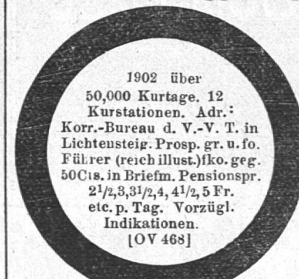 1902 über
50,000 Kurtage. 12
Kurstationen. Adr.:
Korr.-Bureau d. V.-V. T. in
Lichtensteig. Prosp. gr. u. fo.
Führer (reich illust.) fko. geg.
50 Cts. in Briefm. Pensionspr.
2½,3,3½,4, 4½, 5 Fr.
etc. p. Tag. Vorzügl.
Indikationen.
[OV 468]